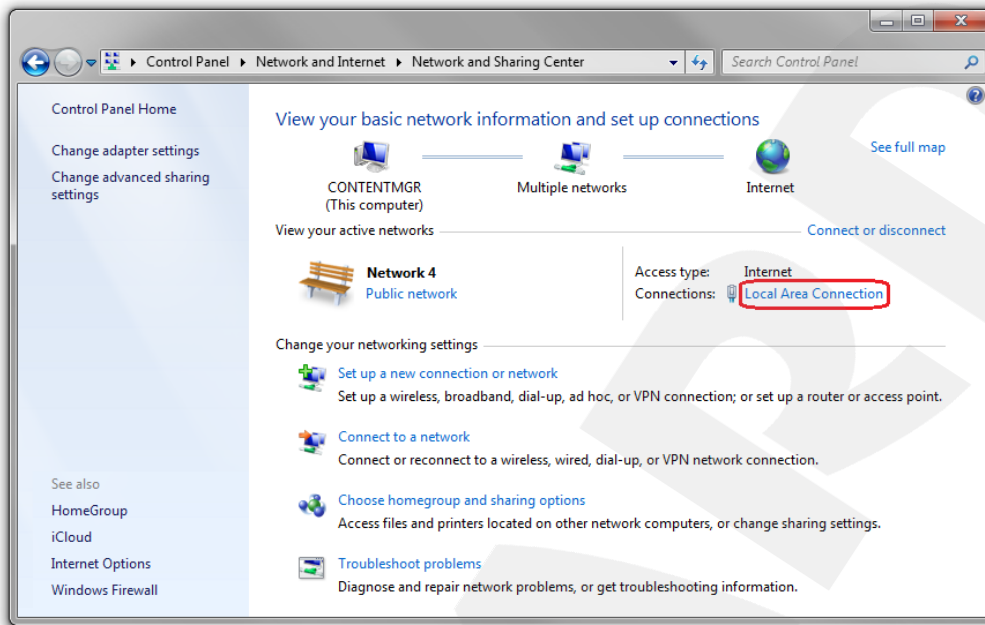 Control Panel ▸ Network and Internet ▸ Network and Sharing Center
Search Control Panel
Control Panel Home
Change adapter settings
Change advanced sharing
settings
View your basic network information and set up connections
See full map
CONTENTMGR
(This computer)
Multiple networks
Internet
View your active networks
Connect or disconnect
Network 4
Public network
Access type: Internet
Connections: Local Area Connection
Change your networking settings
Set up a new connection or network
Set up a wireless, broadband, dial-up, ad hoc, or VPN connection; or set up a router or access point.
Connect to a network
Connect or reconnect to a wireless, wired, dial-up, or VPN network connection.
Choose homegroup and sharing options
Access files and printers located on other network computers, or change sharing settings.
Troubleshoot problems
Diagnose and repair network problems, or get troubleshooting information.
See also
HomeGroup
iCloud
Internet Options
Windows Firewall